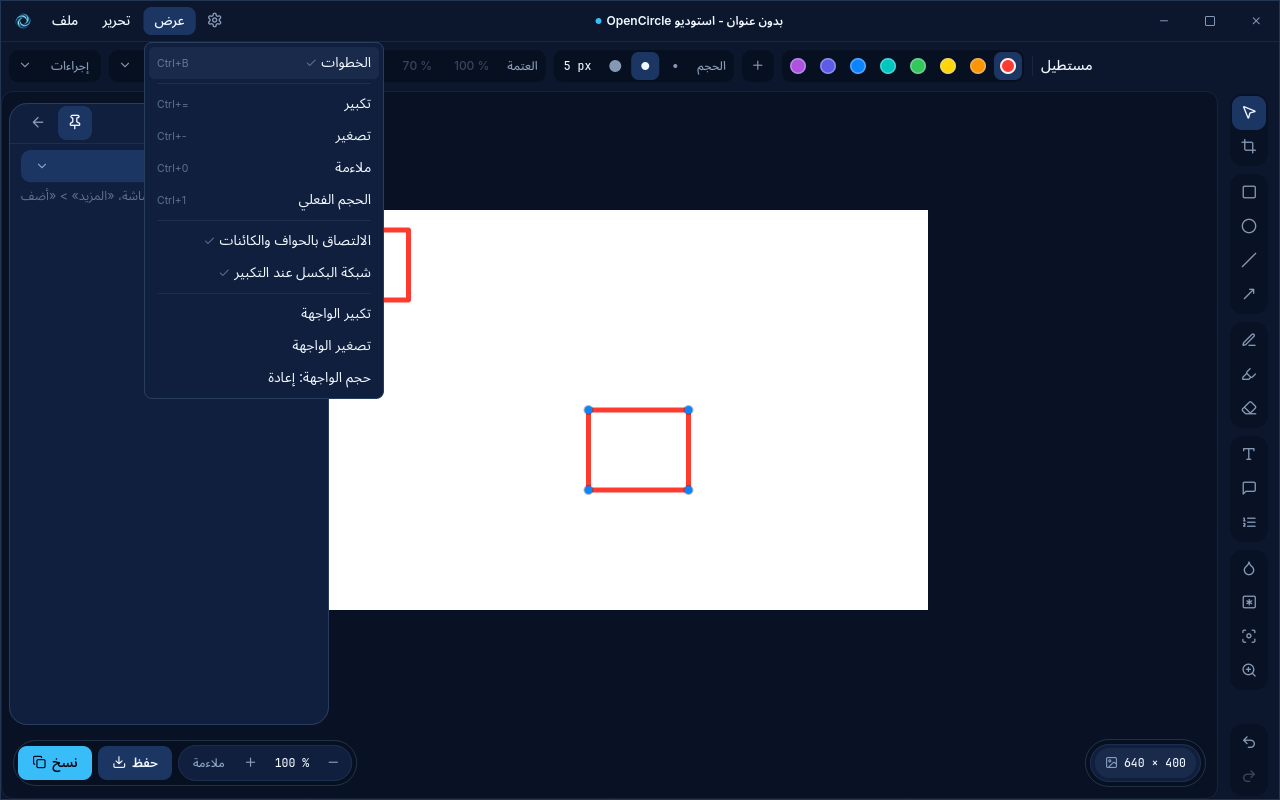 ملف
تحرير
عرض
بدون عنوان - استوديو OpenCircle
مستطيل
الحجم
5 px
العتمة
100 %
70 %
إجراءات
الخطوات Ctrl+B
تكبير Ctrl+=
تصغير Ctrl+-
ملاءمة Ctrl+0
الحجم الفعلي Ctrl+1
الالتصاق بالحواف والكائنات
شبكة البكسل عند التكبير
تكبير الواجهة
تصغير الواجهة
حجم الواجهة: إعادة
«المزيد» > «أضف
640 × 400
نسخ
حفظ
ملاءمة
100 %